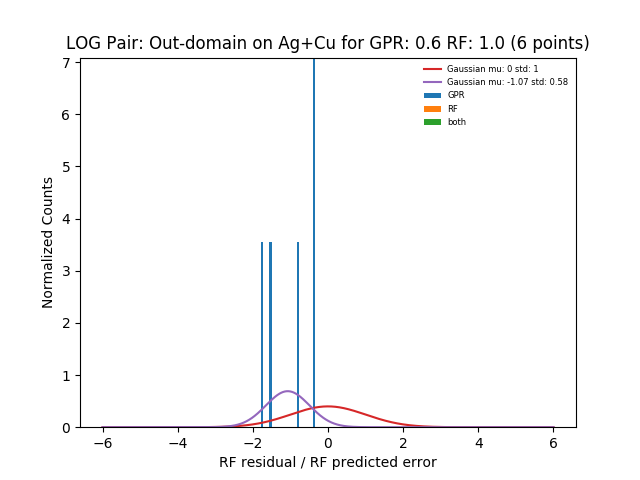 LOG Pair: Out-domain on Ag+Cu for GPR: 0.6 RF: 1.0 (6 points)
Gaussian mu: 0 std: 1
Gaussian mu: -1.07 std: 0.58
GPR
RF
both
Normalized Counts
7
6
5
4
3
2
1
0
−6 −4 −2 0 2 4 6
RF residual / RF predicted error